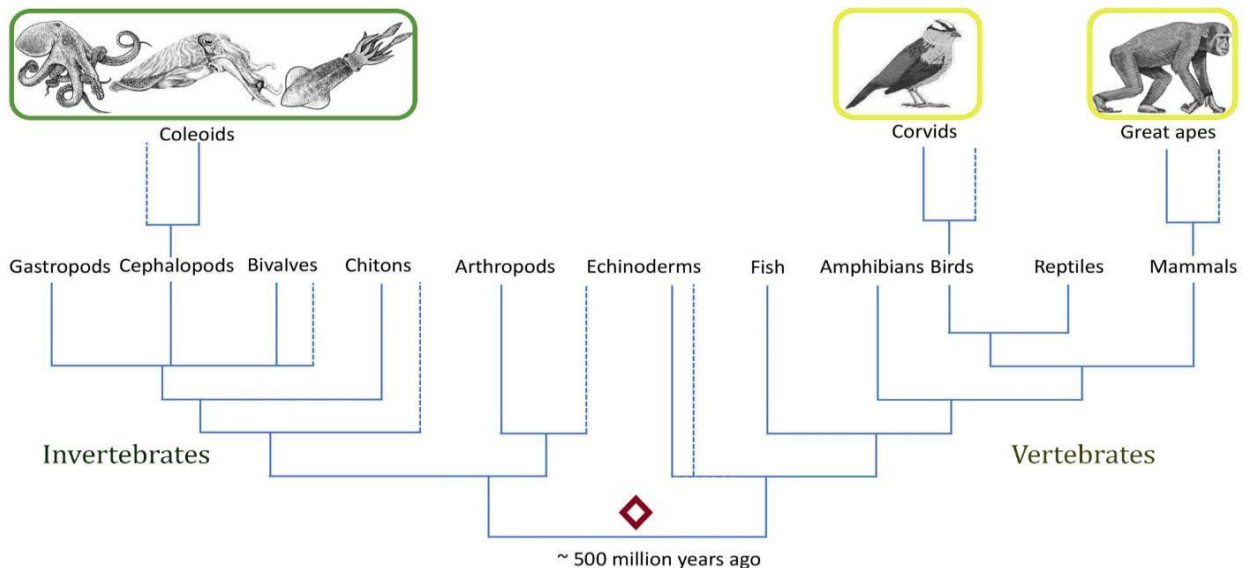 Coleoids
Corvids
Great apes
Gastropods
Cephalopods
Bivalves
Chitons
Arthropods
Echinoderms
Fish
Amphibians
Birds
Reptiles
Mammals
Invertebrates
Vertebrates
~ 500 million years ago